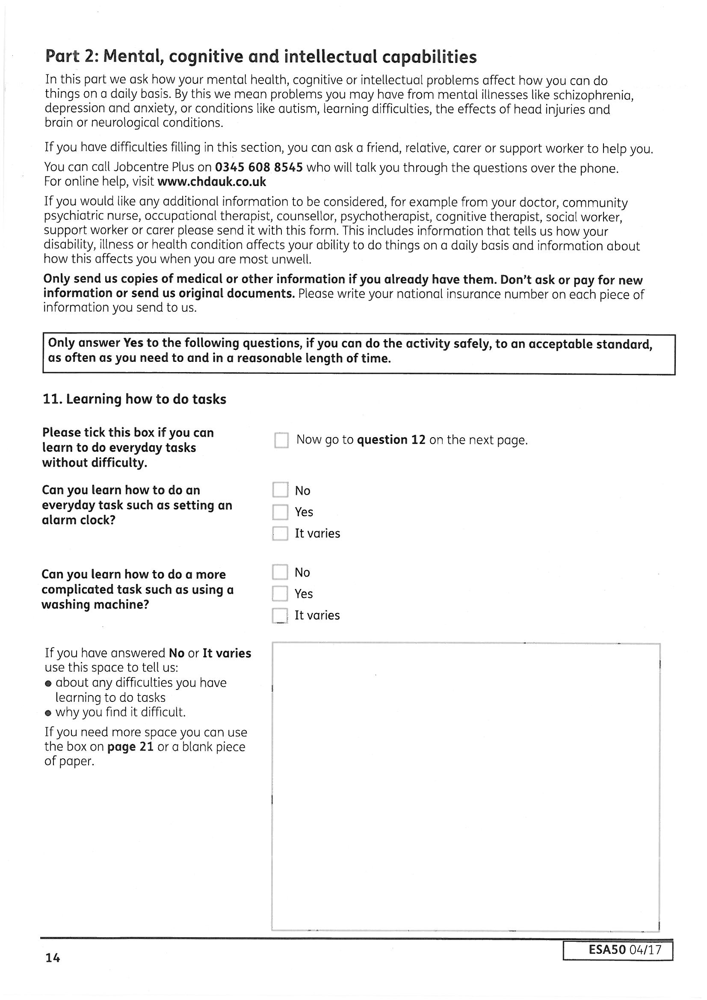 Part 2: Mental, cognitive and intellectual capabilities
In this part we ask how your mental health, cognitive or intellectual problems affect how you can do
things on a daily basis. By this we mean problems you may have from mental illnesses like schizophrenia,
depression and anxiety, or conditions like autism, learning difficulties, the effects of head injuries and
brain or neurological conditions.
If you have difficulties filling in this section, you can ask a friend, relative, carer or support worker to help you.
You can call Jobcentre Plus on 0345 608 8545 who will talk you through the questions over the phone.
For online help, visit www.chdauk.co.uk
If you would like any additional information to be considered, for example from your doctor, community
psychiatric nurse, occupational therapist, counsellor, psychotherapist, cognitive therapist, social worker,
support worker or carer please send it with this form. This includes information that tells us how your
disability, illness or health condition affects your ability to do things on a daily basis and information about
how this affects you when you are most unwell.
Only send us copies of medical or other information if you already have them. Don't ask or pay for new
information or send us original documents. Please write your national insurance number on each piece of
information you send to us.
Only answer Yes to the following questions, if you can do the activity safely, to an acceptable standard,
as often as you need to and in a reasonable length of time.
11. Learning how to do tasks
Please tick this box if you can
learn to do everyday tasks
without difficulty.
Now go to question 12 on the next page.
Can you learn how to do an
everyday task such as setting an
alarm clock?
No
Yes
It varies
Can you learn how to do a more
complicated task such as using a
washing machine?
No
Yes
It varies
If you have answered No or It varies
use this space to tell us:
● about any difficulties you have
learning to do tasks
● why you find it difficult.
If you need more space you can use
the box on page 21 or a blank piece
of paper.
14
ESA50 04/17